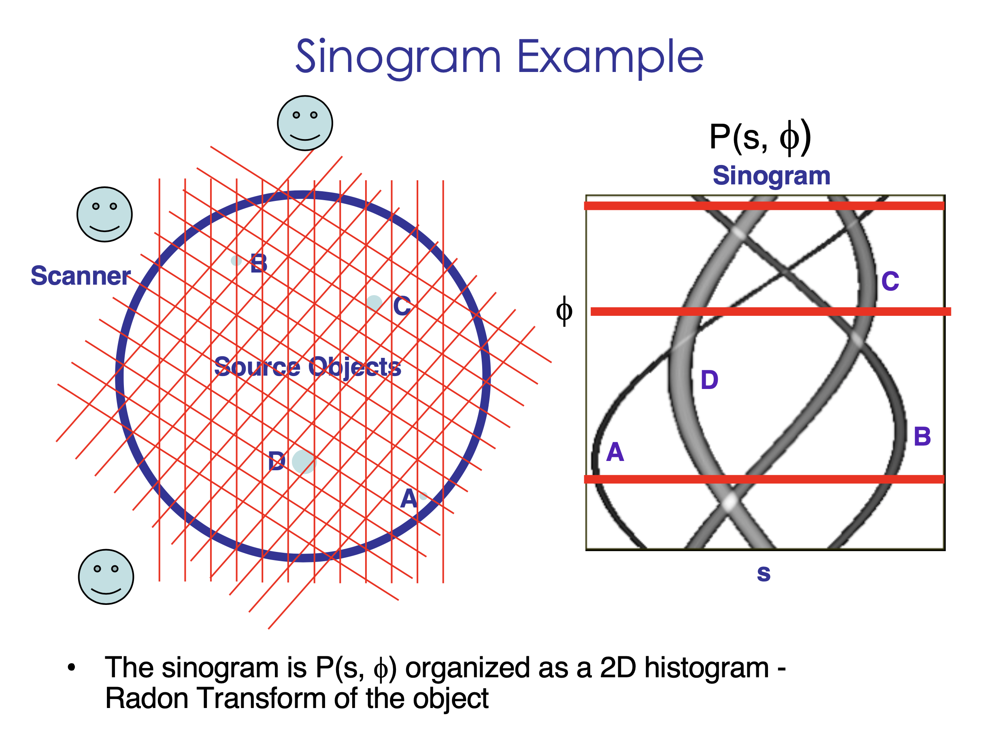 Sinogram Example
P(s, ϕ)
Sinogram
B
Scanner
C
C
ϕ
Source Objects
D
B
A
D
A
s
• The sinogram is P(s, ϕ) organized as a 2D histogram -
Radon Transform of the object